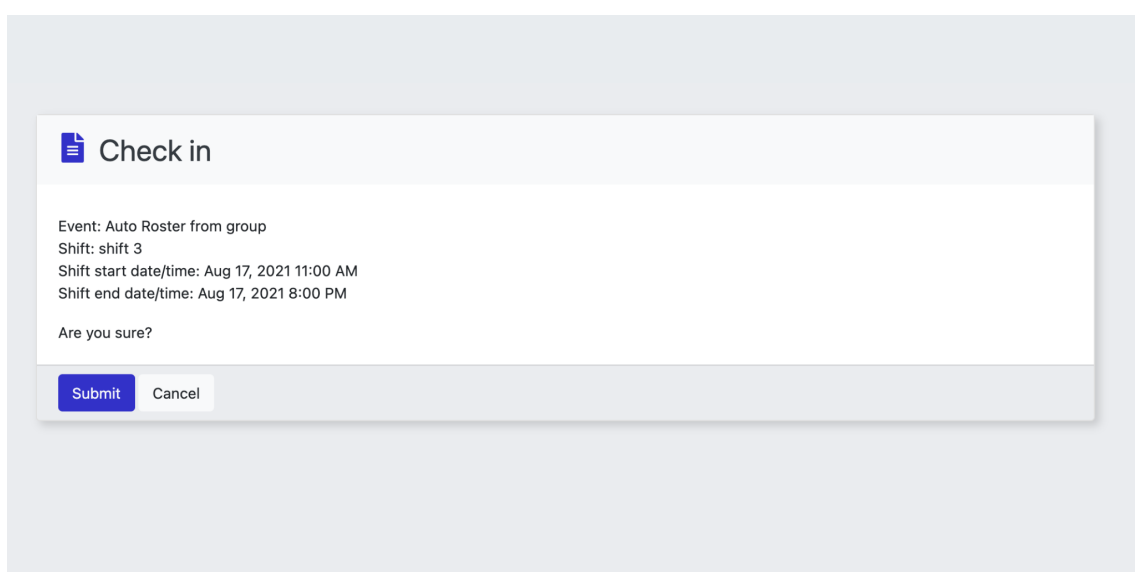 Check in
Event: Auto Roster from group
Shift: shift 3
Shift start date/time: Aug 17, 2021 11:00 AM
Shift end date/time: Aug 17, 2021 8:00 PM
Are you sure?
Submit Cancel